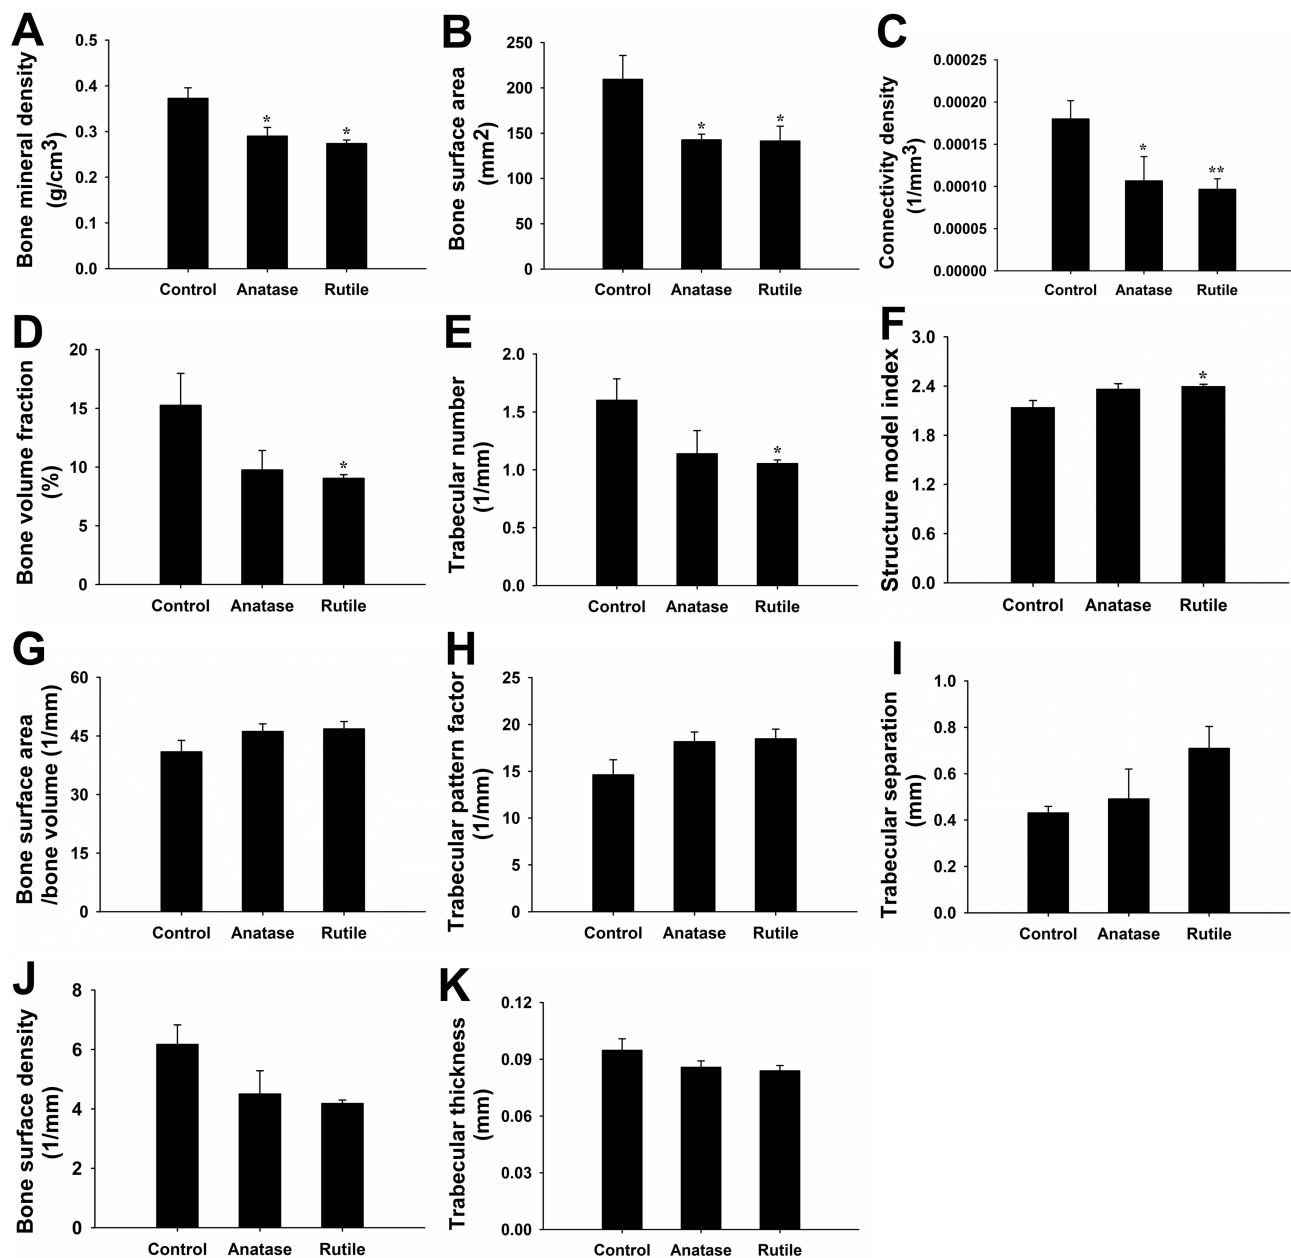 A
Bone mineral density
(g/cm3)
0.5
0.4
0.3
0.2
0.1
0.0
*
*
Control Anatase Rutile
B
Bone surface area
(mm2)
250
200
150
100
50
0
*
*
Control Anatase Rutile
C
Connectivity density
(1/mm3)
0.00025
0.00020
0.00015
0.00010
0.00005
0.00000
*
**
Control Anatase Rutile
D
Bone volume fraction
(%)
20
15
10
5
0
*
Control Anatase Rutile
E
Trabecular number
(1/mm)
2.0
1.5
1.0
0.5
0.0
*
Control Anatase Rutile
F
Structure model index
3.0
2.4
1.8
1.2
0.6
0.0
*
Control Anatase Rutile
G
Bone surface area
/bone volume (1/mm)
60
45
30
15
0
Control Anatase Rutile
H
Trabecular pattern factor
(1/mm)
25
20
15
10
5
0
Control Anatase Rutile
I
Trabecular separation
(mm)
1.0
0.8
0.6
0.4
0.2
0.0
Control Anatase Rutile
J
Bone surface density
(1/mm)
8
6
4
2
0
Control Anatase Rutile
K
Trabecular thickness
(mm)
0.12
0.09
0.06
0.03
0.00
Control Anatase Rutile